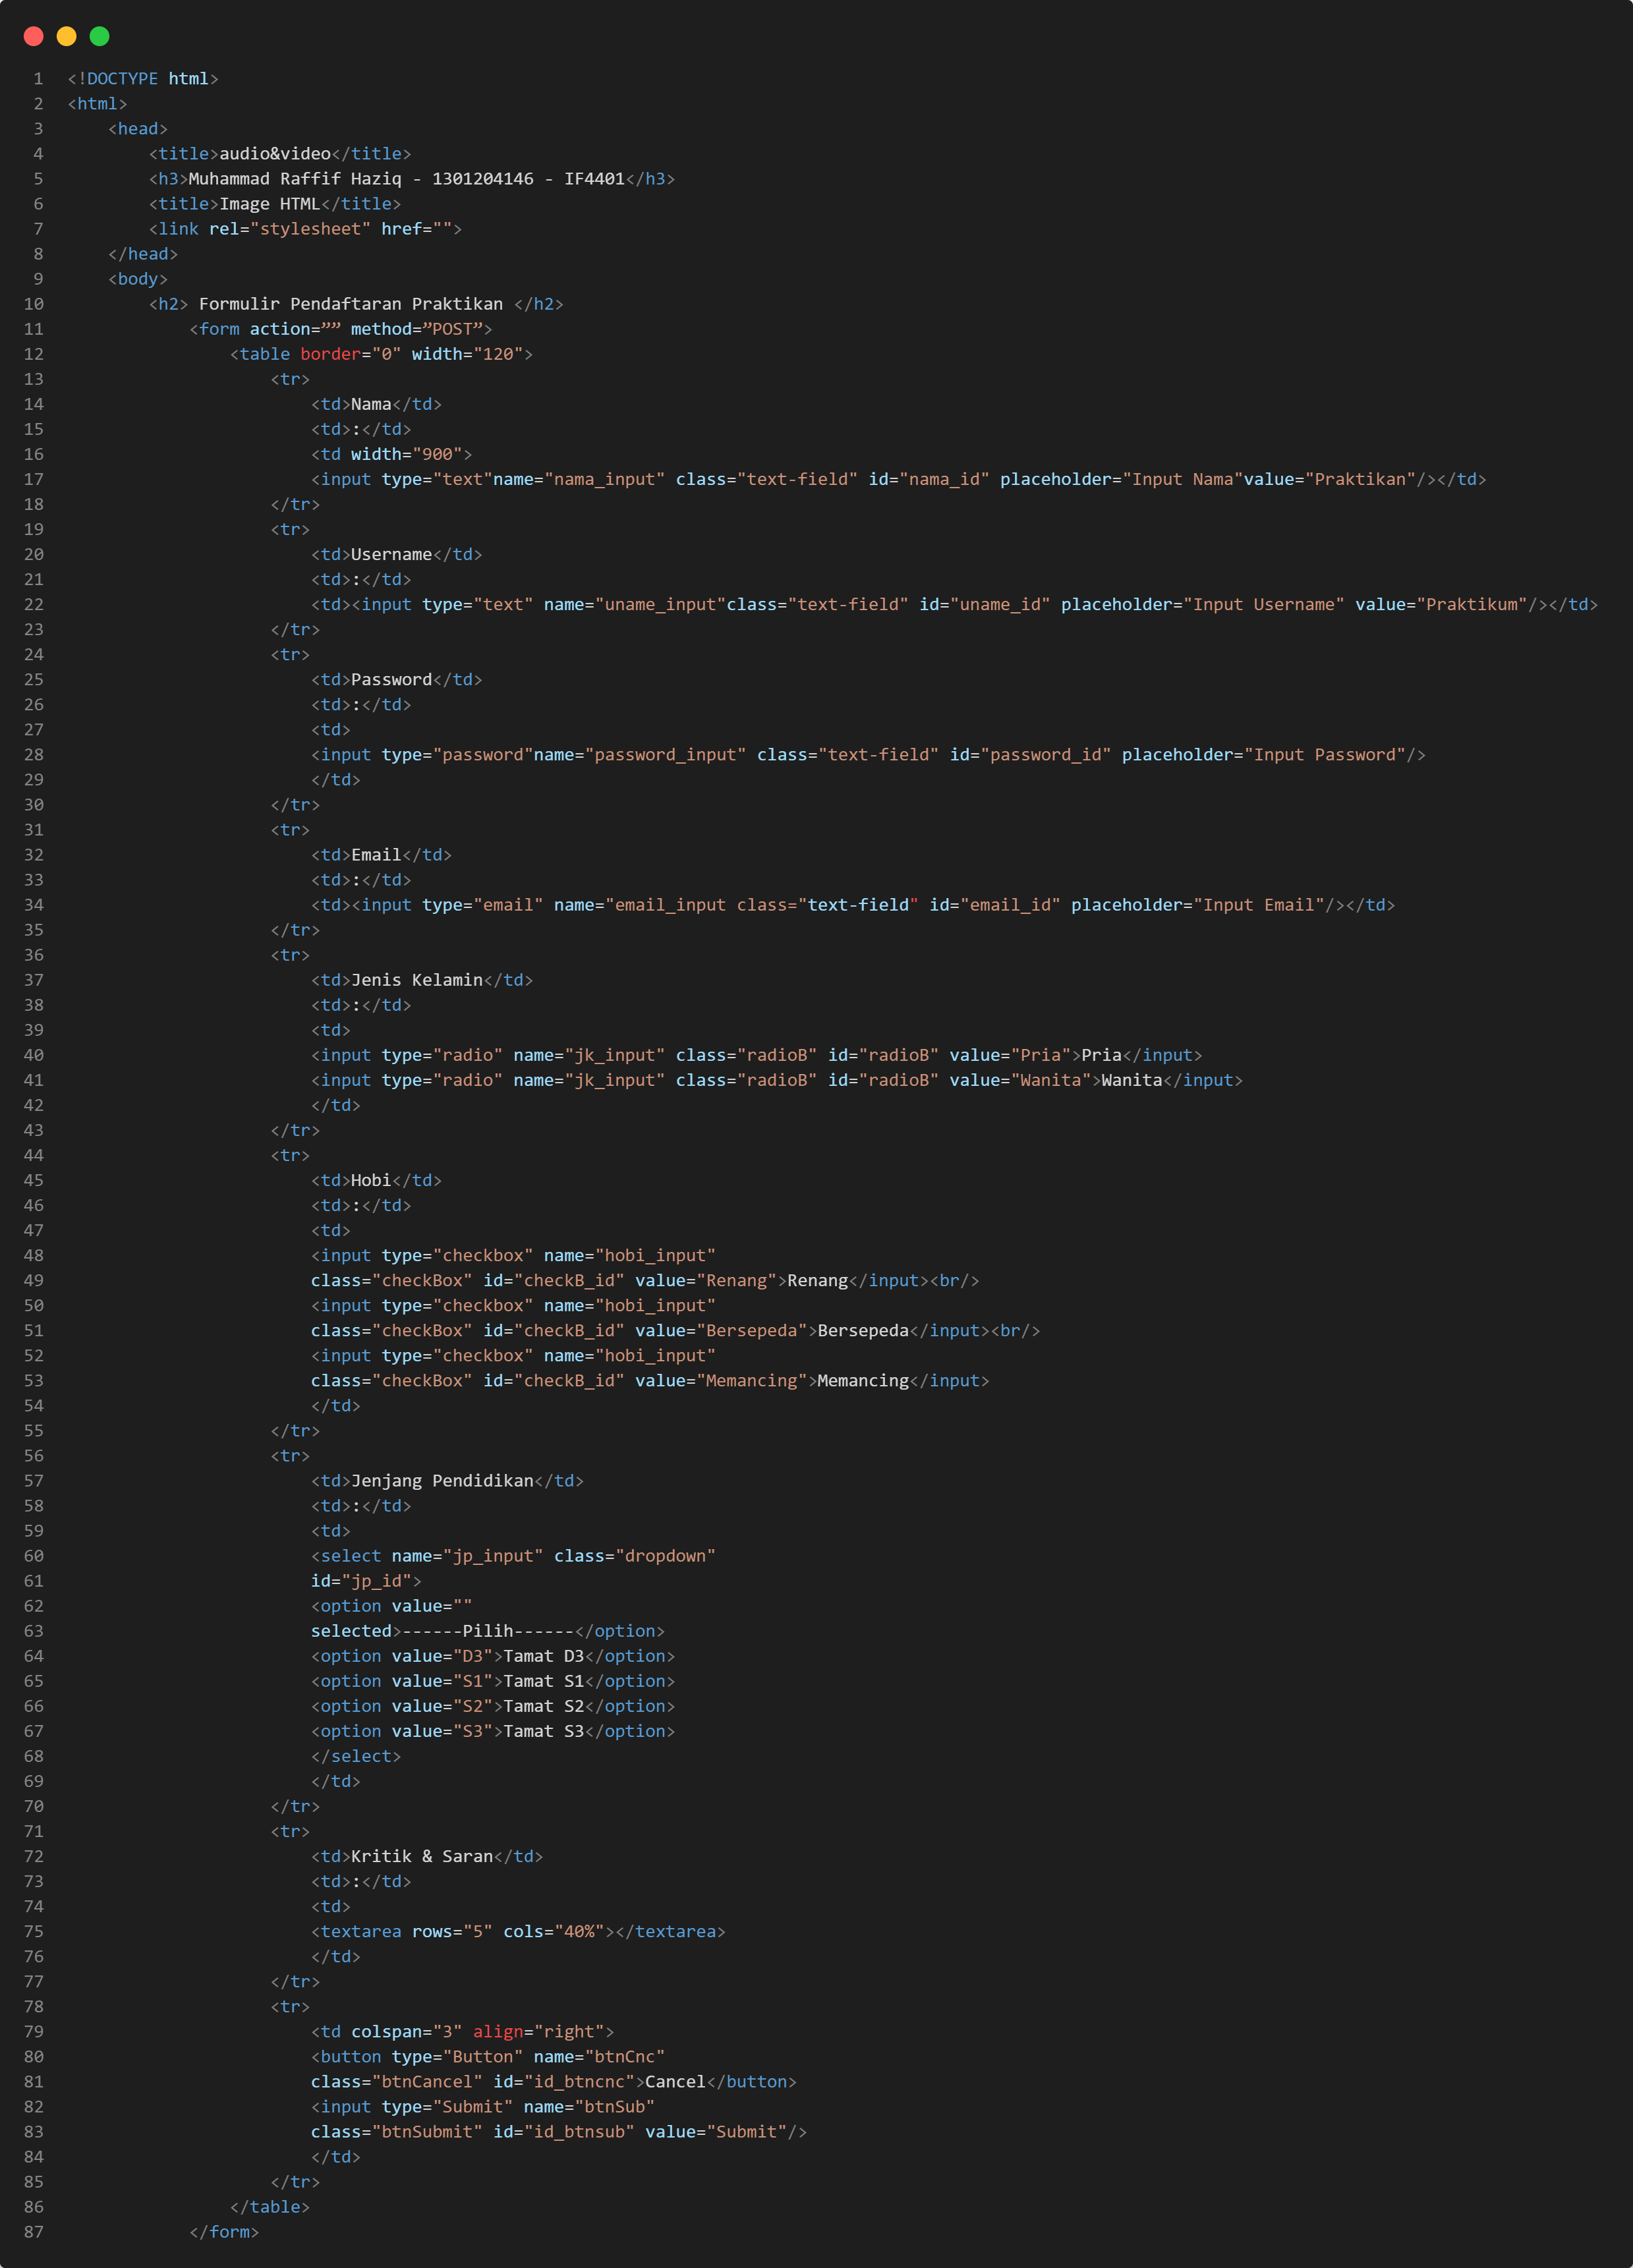 1 <!DOCTYPE html>
2 <html>
3     <head>
4         <title>audio&video</title>
5         <h3>Muhammad Raffif Haziq - 1301204146 - IF4401</h3>
6         <title>Image HTML</title>
7         <link rel="stylesheet" href="">
8     </head>
9     <body>
10         <h2> Formulir Pendaftaran Praktikan </h2>
11             <form action=”” method=”POST”>
12                 <table border="0" width="120">
13                     <tr>
14                         <td>Nama</td>
15                         <td>:</td>
16                         <td width="900">
17                         <input type="text"name="nama_input" class="text-field" id="nama_id" placeholder="Input Nama"value="Praktikan"/></td>
18                     </tr>
19                     <tr>
20                         <td>Username</td>
21                         <td>:</td>
22                         <td><input type="text" name="uname_input"class="text-field" id="uname_id" placeholder="Input Username" value="Praktikum"/></td>
23                     </tr>
24                     <tr>
25                         <td>Password</td>
26                         <td>:</td>
27                         <td>
28                         <input type="password"name="password_input" class="text-field" id="password_id" placeholder="Input Password"/>
29                         </td>
30                     </tr>
31                     <tr>
32                         <td>Email</td>
33                         <td>:</td>
34                         <td><input type="email" name="email_input class="text-field" id="email_id" placeholder="Input Email"/></td>
35                     </tr>
36                     <tr>
37                         <td>Jenis Kelamin</td>
38                         <td>:</td>
39                         <td>
40                         <input type="radio" name="jk_input" class="radioB" id="radioB" value="Pria">Pria</input>
41                         <input type="radio" name="jk_input" class="radioB" id="radioB" value="Wanita">Wanita</input>
42                         </td>
43                     </tr>
44                     <tr>
45                         <td>Hobi</td>
46                         <td>:</td>
47                         <td>
48                         <input type="checkbox" name="hobi_input"
49                         class="checkBox" id="checkB_id" value="Renang">Renang</input><br/>
50                         <input type="checkbox" name="hobi_input"
51                         class="checkBox" id="checkB_id" value="Bersepeda">Bersepeda</input><br/>
52                         <input type="checkbox" name="hobi_input"
53                         class="checkBox" id="checkB_id" value="Memancing">Memancing</input>
54                         </td>
55                     </tr>
56                     <tr>
57                         <td>Jenjang Pendidikan</td>
58                         <td>:</td>
59                         <td>
60                         <select name="jp_input" class="dropdown"
61                         id="jp_id">
62                         <option value=""
63                         selected>------Pilih------</option>
64                         <option value="D3">Tamat D3</option>
65                         <option value="S1">Tamat S1</option>
66                         <option value="S2">Tamat S2</option>
67                         <option value="S3">Tamat S3</option>
68                         </select>
69                         </td>
70                     </tr>
71                     <tr>
72                         <td>Kritik & Saran</td>
73                         <td>:</td>
74                         <td>
75                         <textarea rows="5" cols="40%"></textarea>
76                         </td>
77                     </tr>
78                     <tr>
79                         <td colspan="3" align="right">
80                         <button type="Button" name="btnCnc"
81                         class="btnCancel" id="id_btncnc">Cancel</button>
82                         <input type="Submit" name="btnSub"
83                         class="btnSubmit" id="id_btnsub" value="Submit"/>
84                         </td>
85                     </tr>
86                 </table>
87             </form>